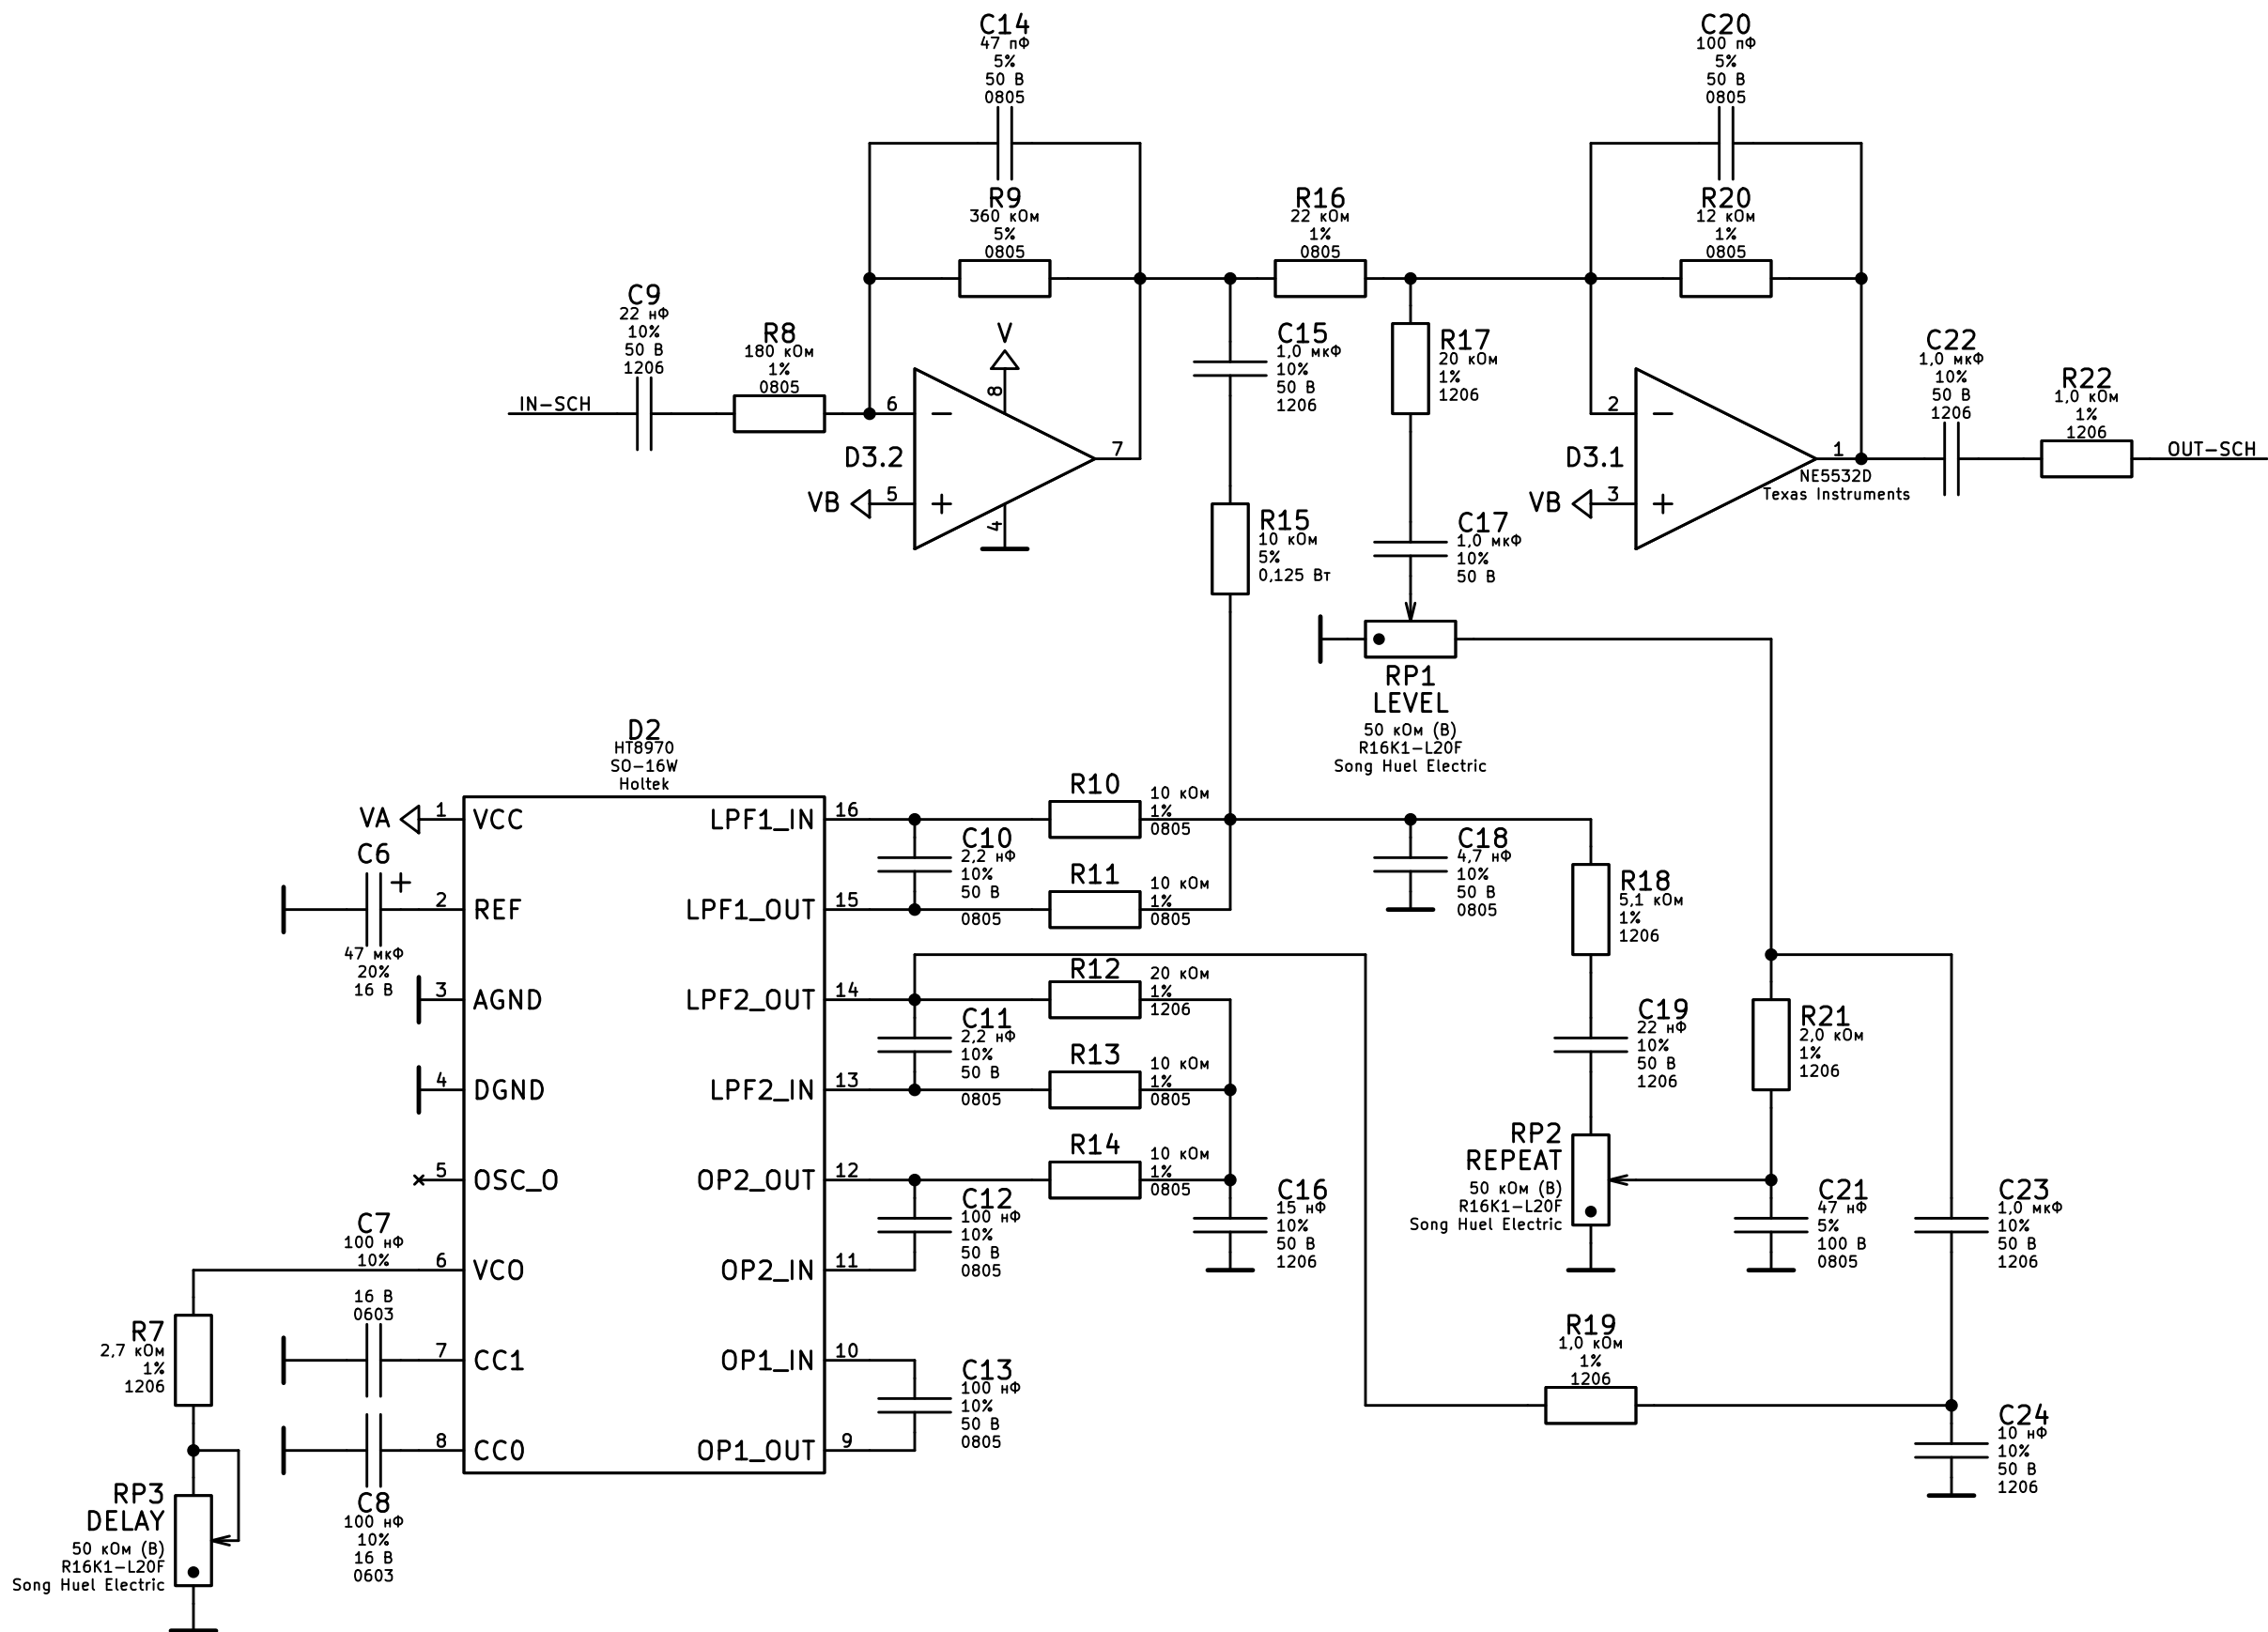 C14
47 пФ
5%
50 В
0805
C20
100 пФ
5%
50 В
0805
R9
360 кОм
5%
0805
R16
22 кОм
1%
0805
R20
12 кОм
1%
0805
C9
22 нФ
10%
50 В
1206
R8
180 кОм
1%
0805
IN-SCH
V
8
6
−
D3.2
7
VB
5
+
4
C15
1,0 мкФ
10%
50 В
1206
R17
20 кОм
1%
1206
2
−
D3.1
1
NE5532D
Texas Instruments
VB
3
+
C22
1,0 мкФ
10%
50 В
1206
R22
1,0 кОм
1%
1206
OUT-SCH
R15
10 кОм
5%
0,125 Вт
C17
1,0 мкФ
10%
50 В
RP1
LEVEL
50 кОм (B)
R16K1-L20F
Song Huel Electric
D2
HT8970
SO-16W
Holtek
VA
1
VCC
LPF1_IN
16
R10
10 кОм
1%
0805
C6
+
2
REF
47 мкФ
20%
16 В
LPF1_OUT
15
C10
2,2 нФ
10%
50 В
0805
R11
10 кОм
1%
0805
C18
4,7 нФ
10%
50 В
0805
R18
5,1 кОм
1%
1206
3
AGND
LPF2_OUT
14
R12
20 кОм
1%
1206
C11
2,2 нФ
10%
50 В
0805
4
DGND
LPF2_IN
13
R13
10 кОм
1%
0805
C19
22 нФ
10%
50 В
1206
R21
2,0 кОм
1%
1206
5
OSC_O
OP2_OUT
12
R14
10 кОм
1%
0805
C12
100 нФ
10%
50 В
0805
C16
15 нФ
10%
50 В
1206
RP2
REPEAT
50 кОм (B)
R16K1-L20F
Song Huel Electric
C21
47 нФ
5%
100 В
0805
C23
1,0 мкФ
10%
50 В
1206
C7
100 нФ
10%
16 В
0603
6
VCO
OP2_IN
11
R7
2,7 кОм
1%
1206
7
CC1
OP1_IN
10
C13
100 нФ
10%
50 В
0805
R19
1,0 кОм
1%
1206
8
CC0
OP1_OUT
9
C24
10 нФ
10%
50 В
1206
RP3
DELAY
50 кОм (B)
R16K1-L20F
Song Huel Electric
C8
100 нФ
10%
16 В
0603